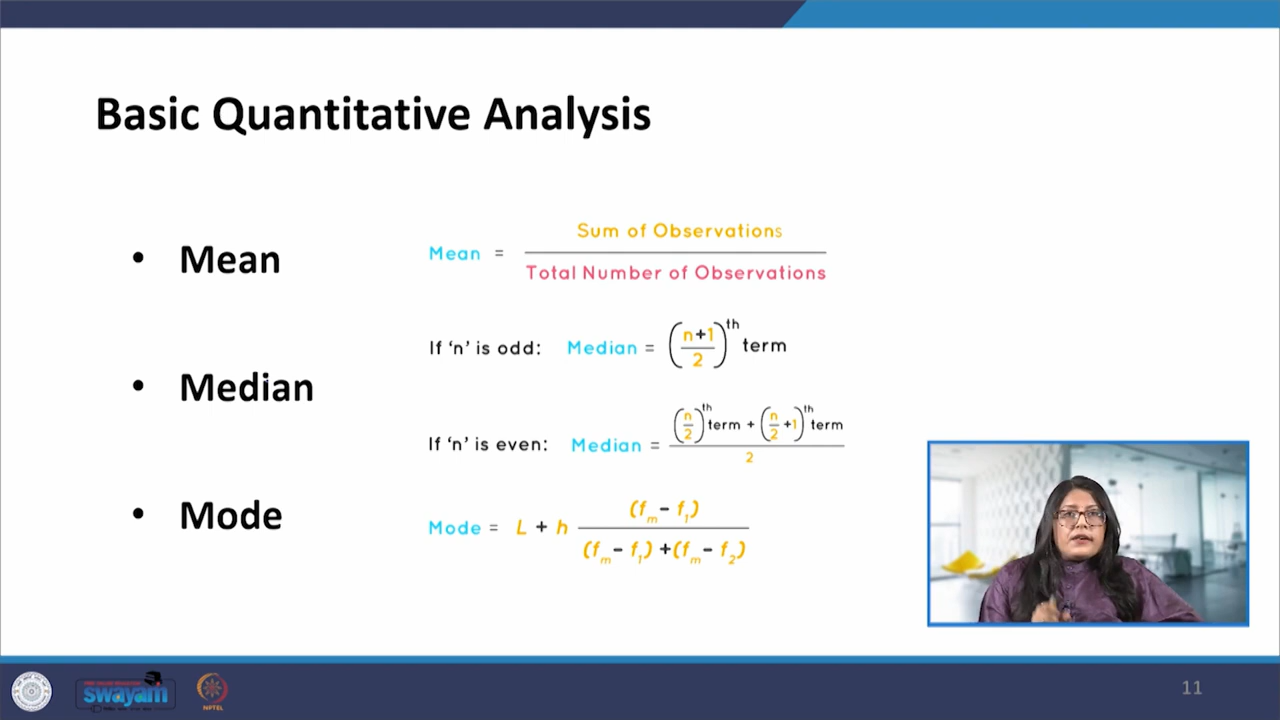 Basic Quantitative Analysis
• Mean
Mean = Sum of Observations / Total Number of Observations
If 'n' is odd: Median = ((n+1)/2)th term
• Median
If 'n' is even: Median = ((n/2)th term + (n/2 +1)th term) / 2
• Mode
Mode = L + h (fm – f1) / (fm – f1) + (fm – f2)
swayam
NPTEL
11